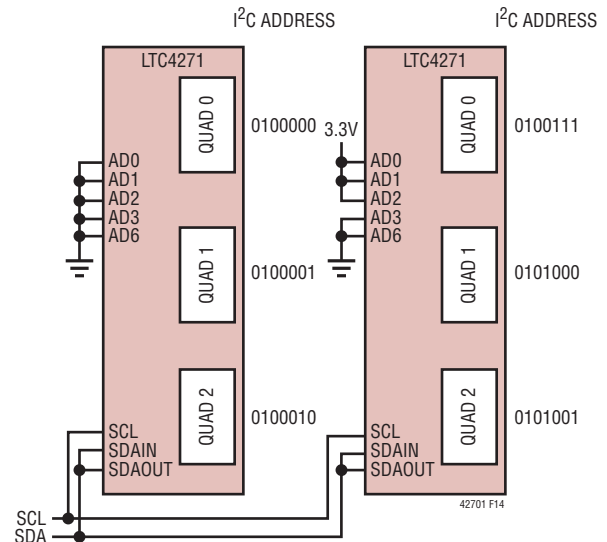 I2C ADDRESS
LTC4271
QUAD 0
0100000
AD0
AD1
AD2
AD3
AD6
QUAD 1
0100001
QUAD 2
0100010
SCL
SDAIN
SDAOUT
I2C ADDRESS
LTC4271
3.3V
QUAD 0
0100111
AD0
AD1
AD2
AD3
AD6
QUAD 1
0101000
QUAD 2
0101001
SCL
SDAIN
SDAOUT
42701 F14
SCL
SDA